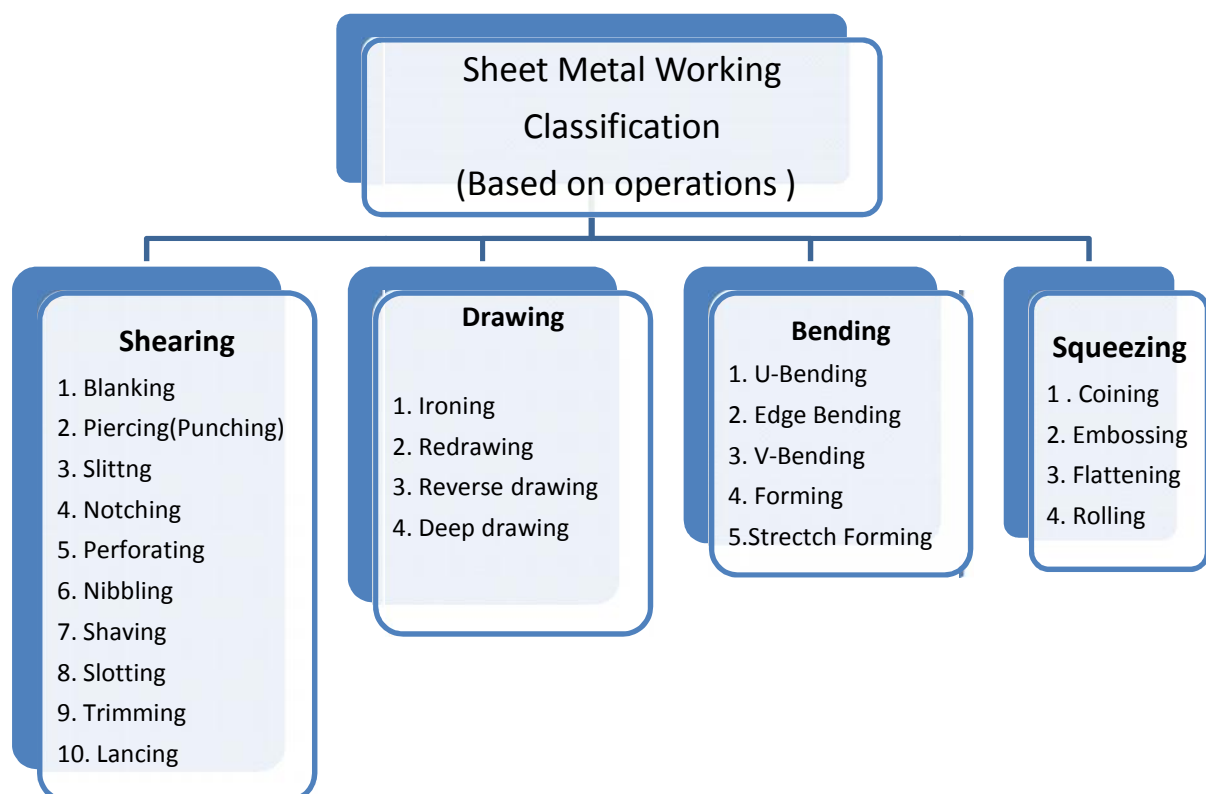 Sheet Metal Working
Classification
(Based on operations )
Shearing
1. Blanking
2. Piercing(Punching)
3. Slittng
4. Notching
5. Perforating
6. Nibbling
7. Shaving
8. Slotting
9. Trimming
10. Lancing
Drawing
1. Ironing
2. Redrawing
3. Reverse drawing
4. Deep drawing
Bending
1. U-Bending
2. Edge Bending
3. V-Bending
4. Forming
5.Strectch Forming
Squeezing
1 . Coining
2. Embossing
3. Flattening
4. Rolling